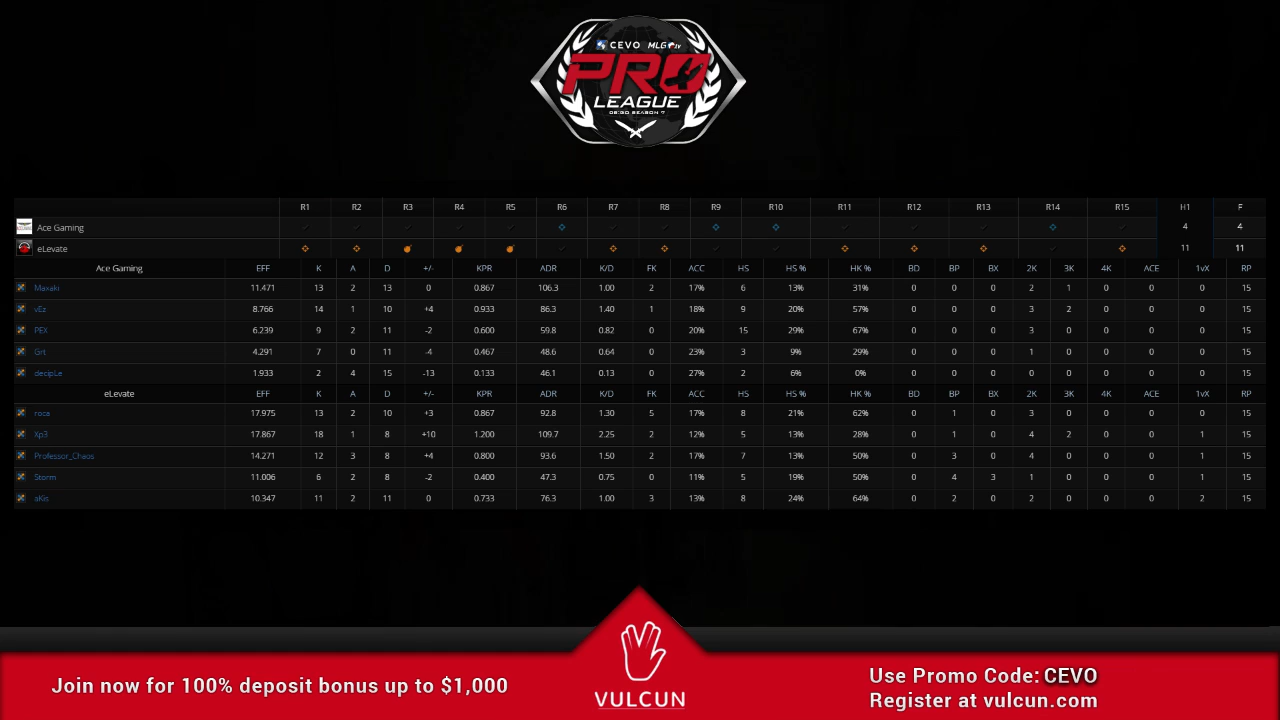 CEVO MLG.tv
PRO
LEAGUE
CS:GO SEASON 7
R1 R2 R3 R4 R5 R6 R7 R8 R9 R10 R11 R12 R13 R14 R15 H1 F
Ace Gaming 4 4
eLevate 11 11
Ace Gaming EFF K A D +/- KPR ADR K/D FK ACC HS HS % HK % BD BP BX 2K 3K 4K ACE 1vX RP
Maxaki 11.471 13 2 13 0 0.867 106.3 1.00 2 17% 6 13% 31% 0 0 0 2 1 0 0 0 15
vEz 8.766 14 1 10 +4 0.933 86.3 1.40 1 18% 9 20% 57% 0 0 0 3 2 0 0 0 15
PEX 6.239 9 2 11 -2 0.600 59.8 0.82 0 20% 15 29% 67% 0 0 0 3 0 0 0 0 15
Grt 4.291 7 0 11 -4 0.467 48.6 0.64 0 23% 3 9% 29% 0 0 0 1 0 0 0 0 15
decipLe 1.933 2 4 15 -13 0.133 46.1 0.13 0 27% 2 6% 0% 0 0 0 0 0 0 0 0 15
eLevate EFF K A D +/- KPR ADR K/D FK ACC HS HS % HK % BD BP BX 2K 3K 4K ACE 1vX RP
roca 17.975 13 2 10 +3 0.867 92.8 1.30 5 17% 8 21% 62% 0 1 0 3 0 0 0 0 15
Xp3 17.867 18 1 8 +10 1.200 109.7 2.25 2 12% 5 13% 28% 0 1 0 4 2 0 0 1 15
Professor_Chaos 14.271 12 3 8 +4 0.800 93.6 1.50 2 17% 7 13% 50% 0 3 0 4 0 0 0 1 15
Storm 11.006 6 2 8 -2 0.400 47.3 0.75 0 11% 5 19% 50% 0 4 3 1 0 0 0 1 15
aKis 10.347 11 2 11 0 0.733 76.3 1.00 3 13% 8 24% 64% 0 2 0 2 0 0 0 2 15
Join now for 100% deposit bonus up to $1,000
VULCUN
Use Promo Code: CEVO
Register at vulcun.com